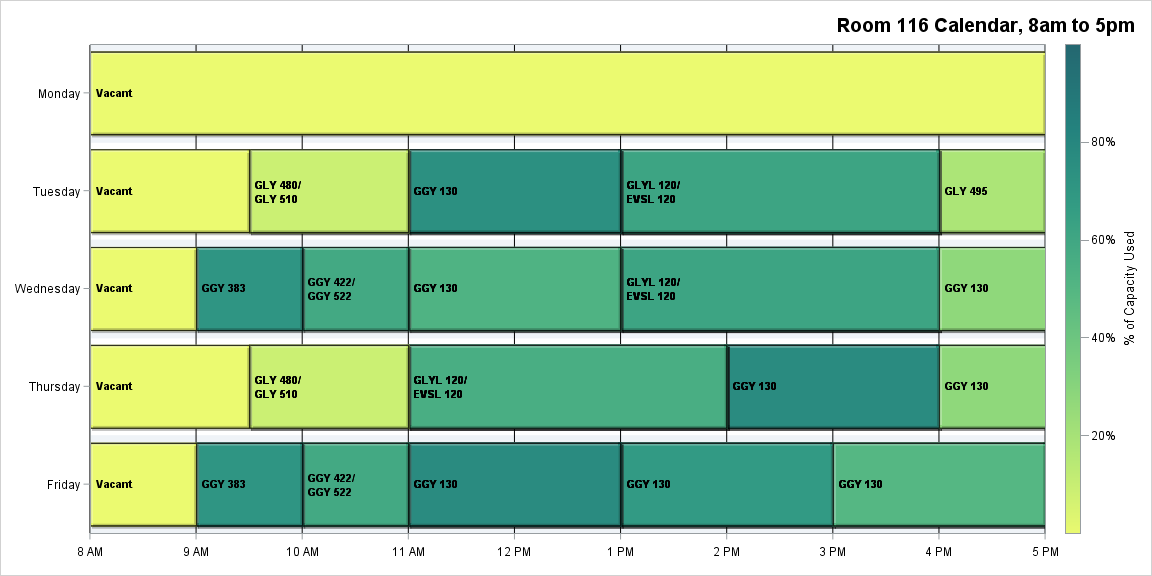 Room 116 Calendar, 8am to 5pm
Monday
Vacant
Tuesday
Vacant
GLY 480/
GLY 510
GGY 130
GLYL 120/
EVSL 120
GLY 495
Wednesday
Vacant
GGY 383
GGY 422/
GGY 522
GGY 130
GLYL 120/
EVSL 120
GGY 130
Thursday
Vacant
GLY 480/
GLY 510
GLYL 120/
EVSL 120
GGY 130
GGY 130
Friday
Vacant
GGY 383
GGY 422/
GGY 522
GGY 130
GGY 130
GGY 130
8 AM
9 AM
10 AM
11 AM
12 PM
1 PM
2 PM
3 PM
4 PM
5 PM
80%
60%
40%
20%
% of Capacity Used